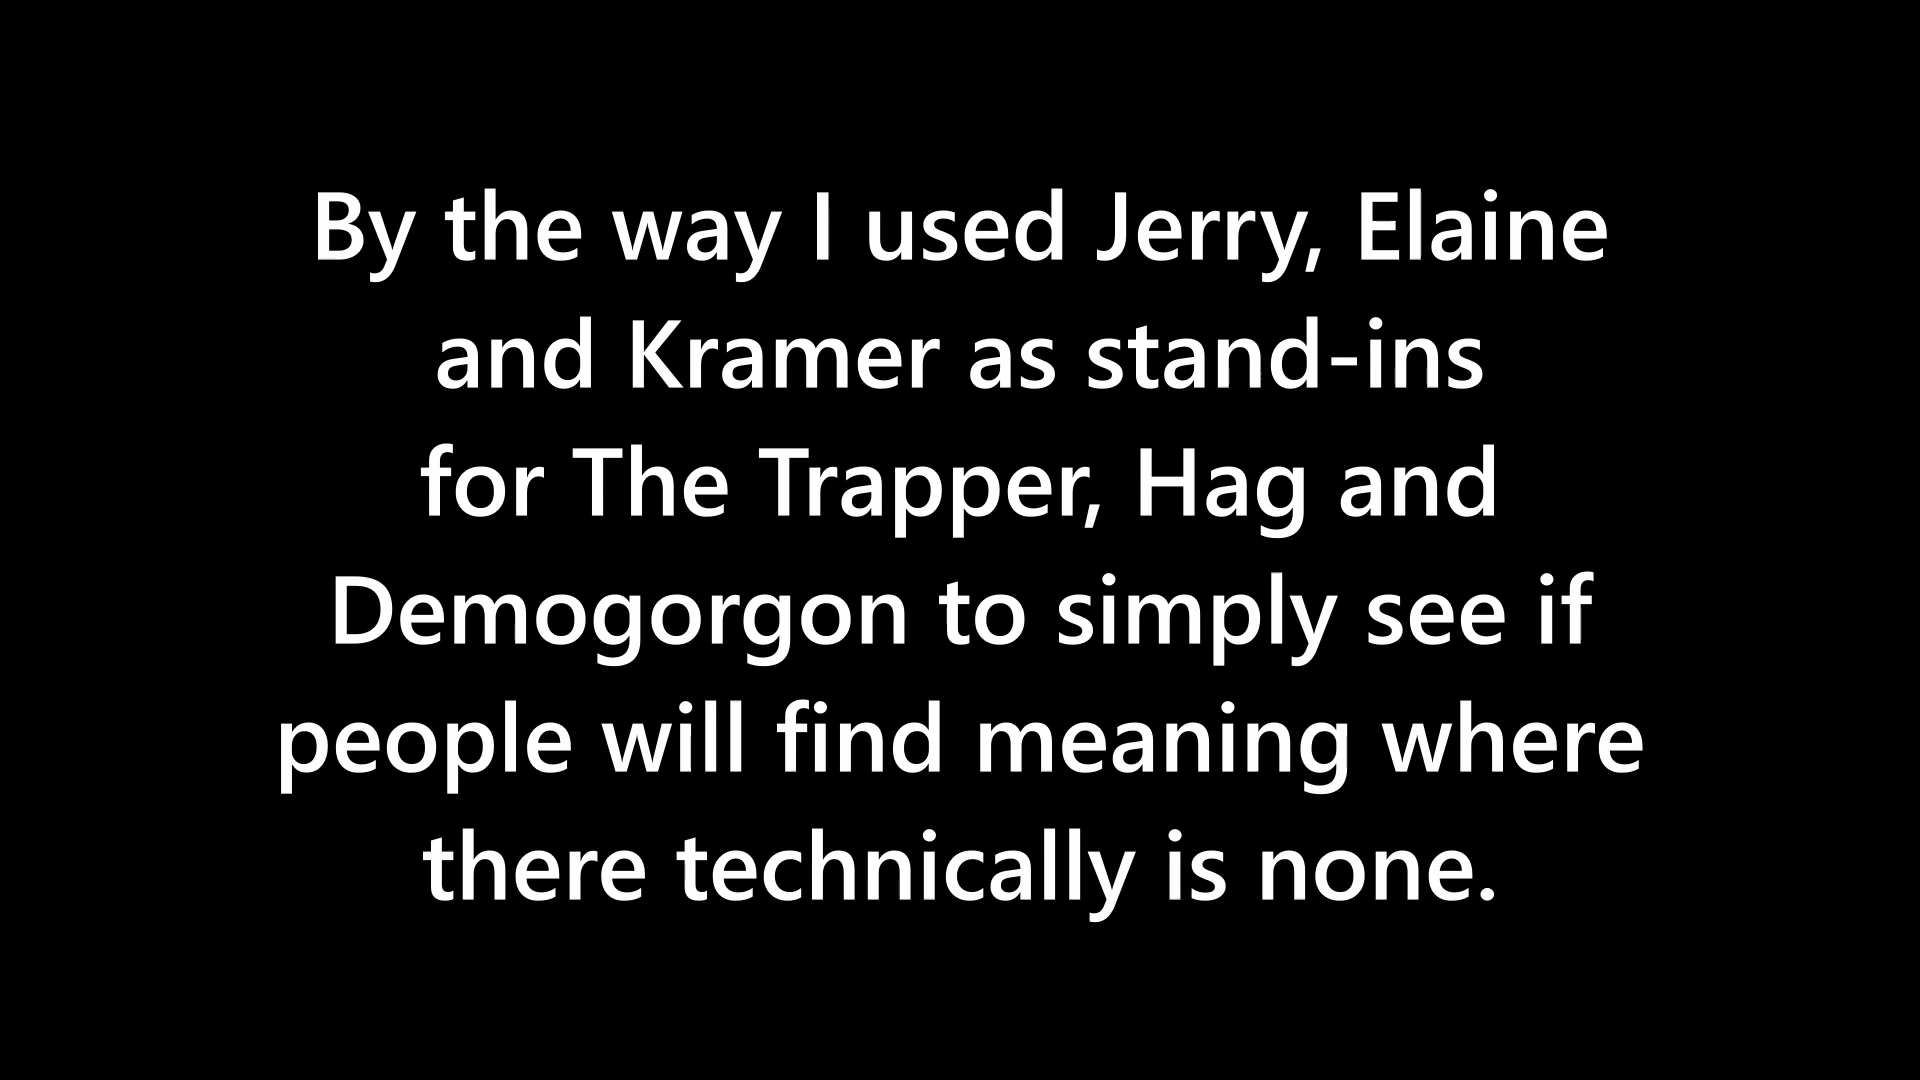 By the way I used Jerry, Elaine
and Kramer as stand-ins
for The Trapper, Hag and
Demogorgon to simply see if
people will find meaning where
there technically is none.